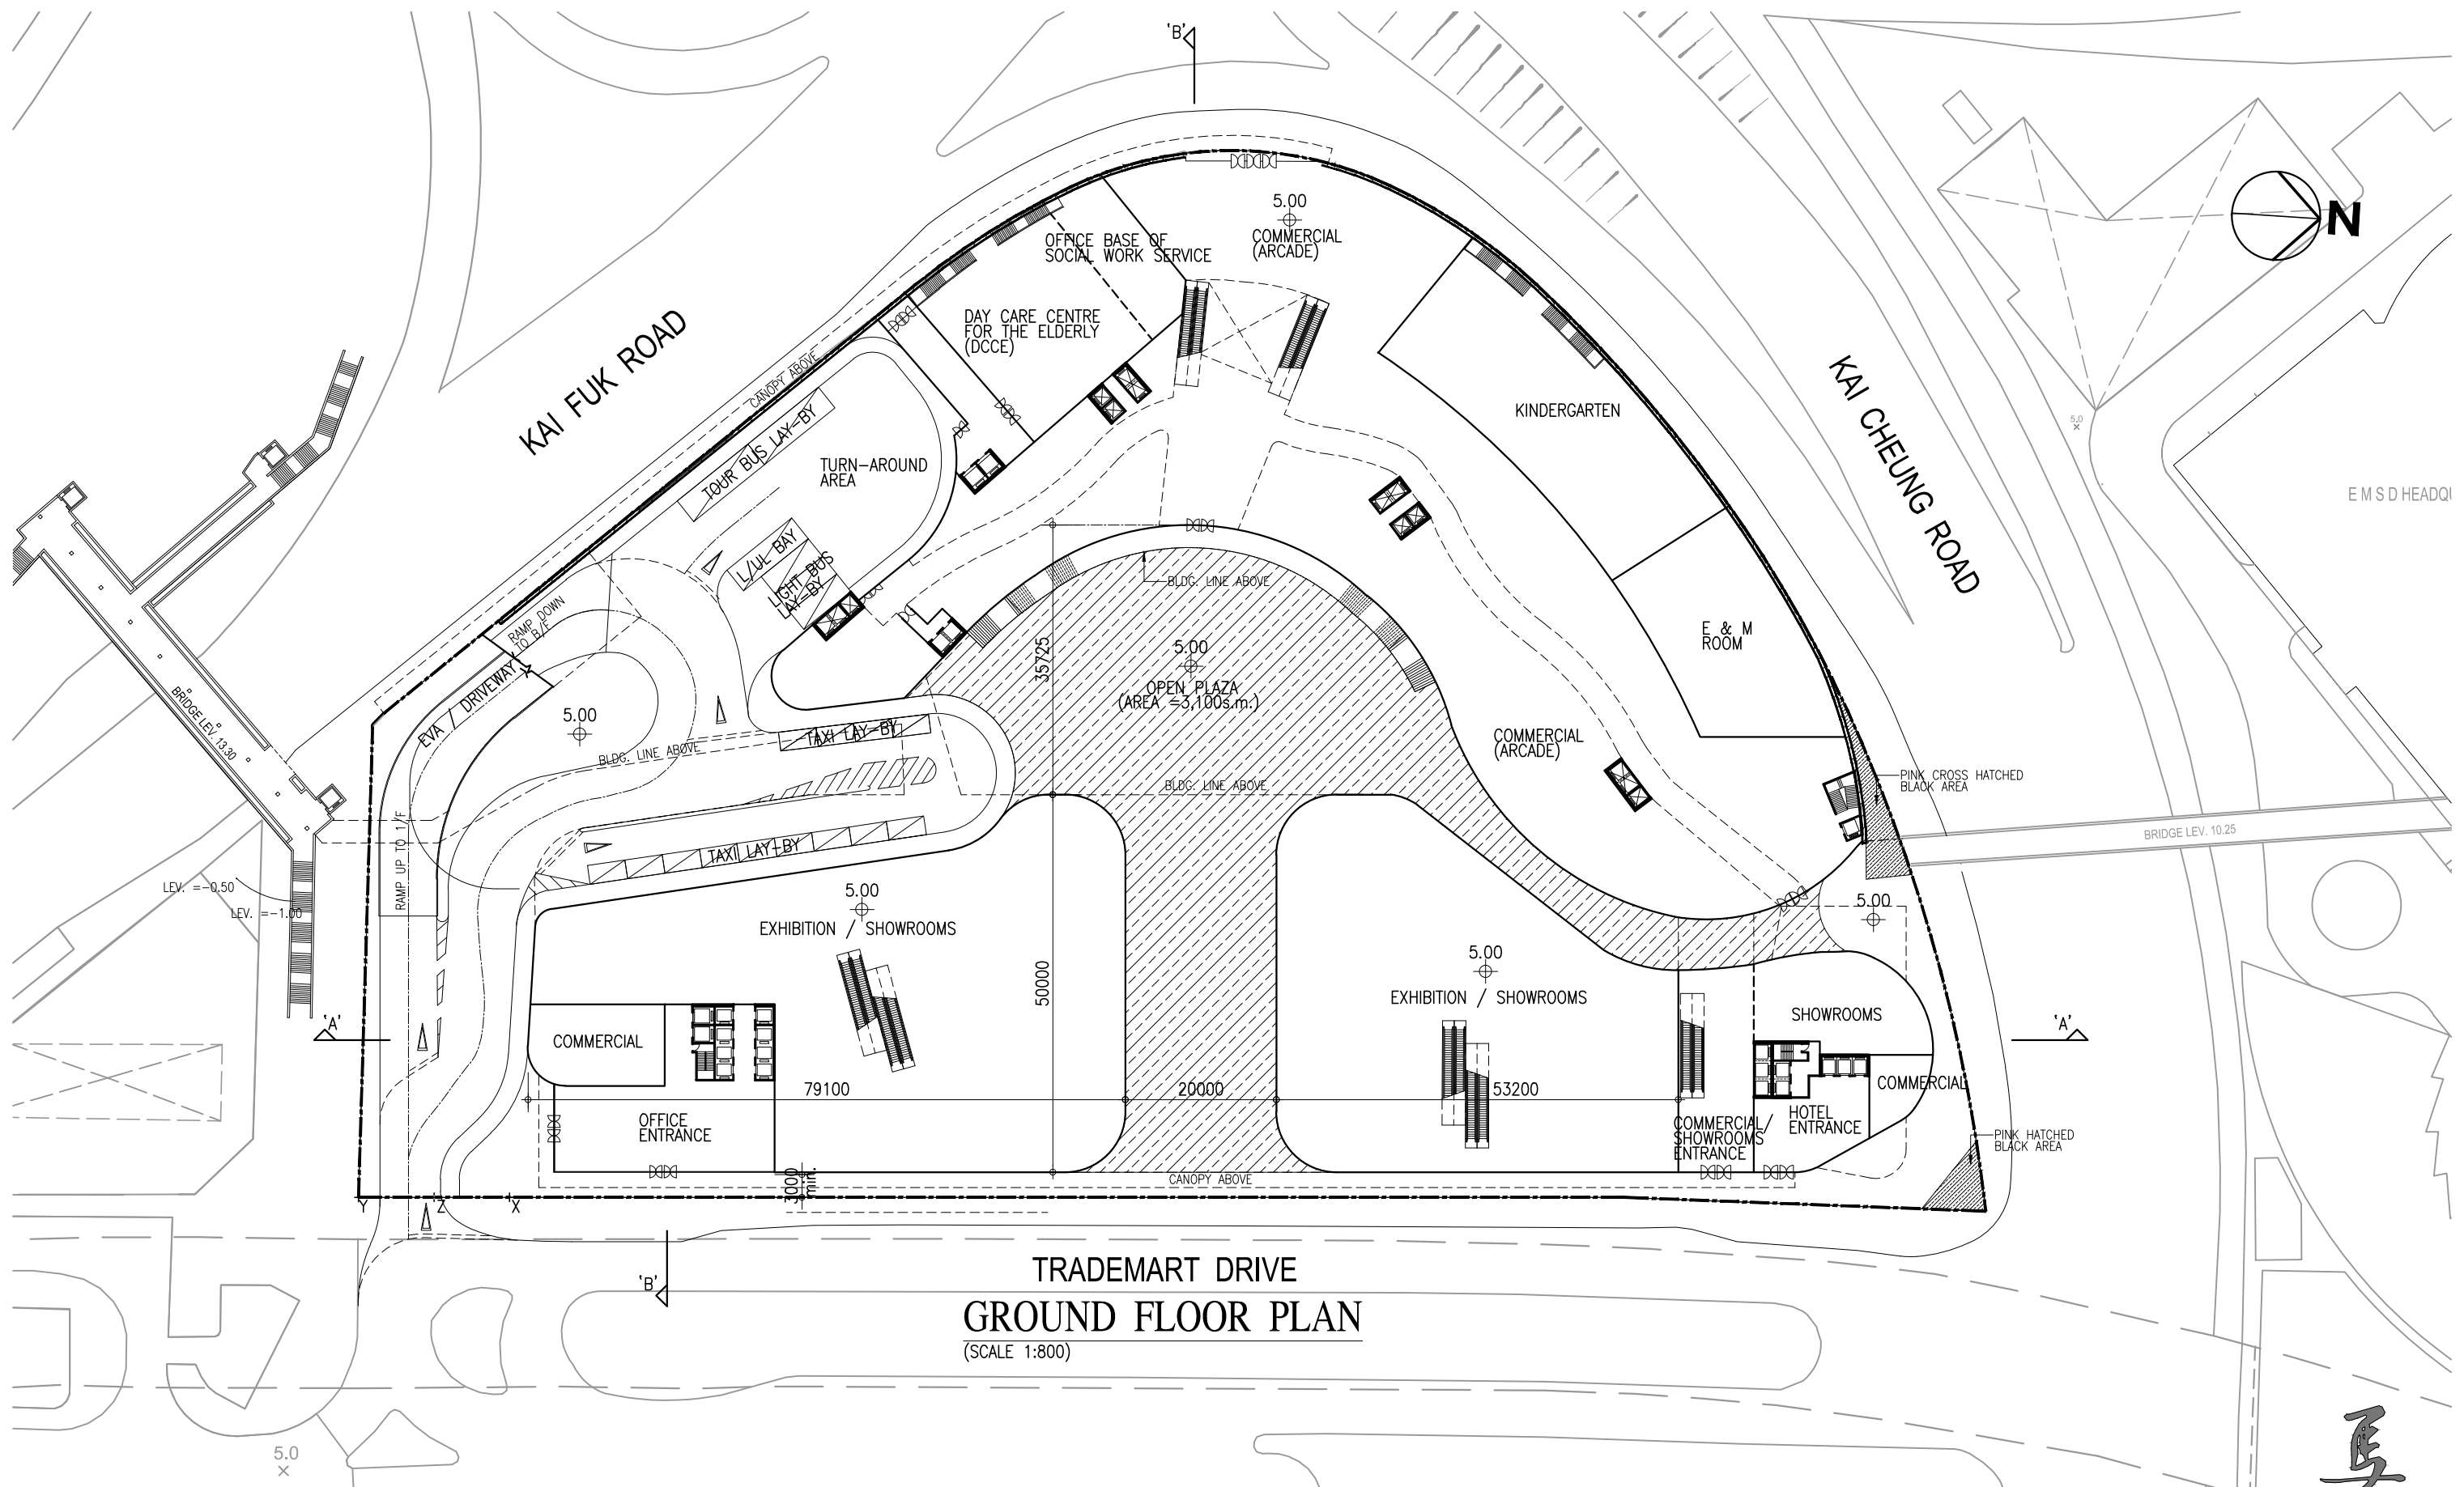 'B'
5.00
COMMERCIAL
(ARCADE)
OFFICE BASE OF
SOCIAL WORK SERVICE
N
DAY CARE CENTRE
FOR THE ELDERLY
(DCCE)
KAI FUK ROAD
CANOPY ABOVE
TOUR BUS LAY-BY
TURN-AROUND
AREA
KINDERGARTEN
KAI CHEUNG ROAD
5.0
E M S D HEADQU
L/UL BAY
LIGHT BUS
LAY-BY
BLDG. LINE ABOVE
RAMP DOWN
TO B/F
E & M
ROOM
35725
5.00
OPEN PLAZA
(AREA =3,100s.m.)
EVA / DRIVEWAY
5.00
BRIDGE LEV. 13.30
BLDG. LINE ABOVE
TAXI LAY-BY
COMMERCIAL
(ARCADE)
PINK CROSS HATCHED
BLACK AREA
BLDG. LINE ABOVE
BRIDGE LEV. 10.25
RAMP UP TO 1/F
TAXI LAY-BY
LEV. =-0.50
LEV. =-1.00
5.00
EXHIBITION / SHOWROOMS
5.00
5.00
EXHIBITION / SHOWROOMS
50000
SHOWROOMS
'A'
'A'
COMMERCIAL
COMMERCIAL
79100
20000
53200
OFFICE
ENTRANCE
COMMERCIAL/
SHOWROOMS
ENTRANCE
HOTEL
ENTRANCE
PINK HATCHED
BLACK AREA
3000
min.
CANOPY ABOVE
Y
Z
X
'B'
TRADEMART DRIVE
GROUND FLOOR PLAN
(SCALE 1:800)
5.0
馬